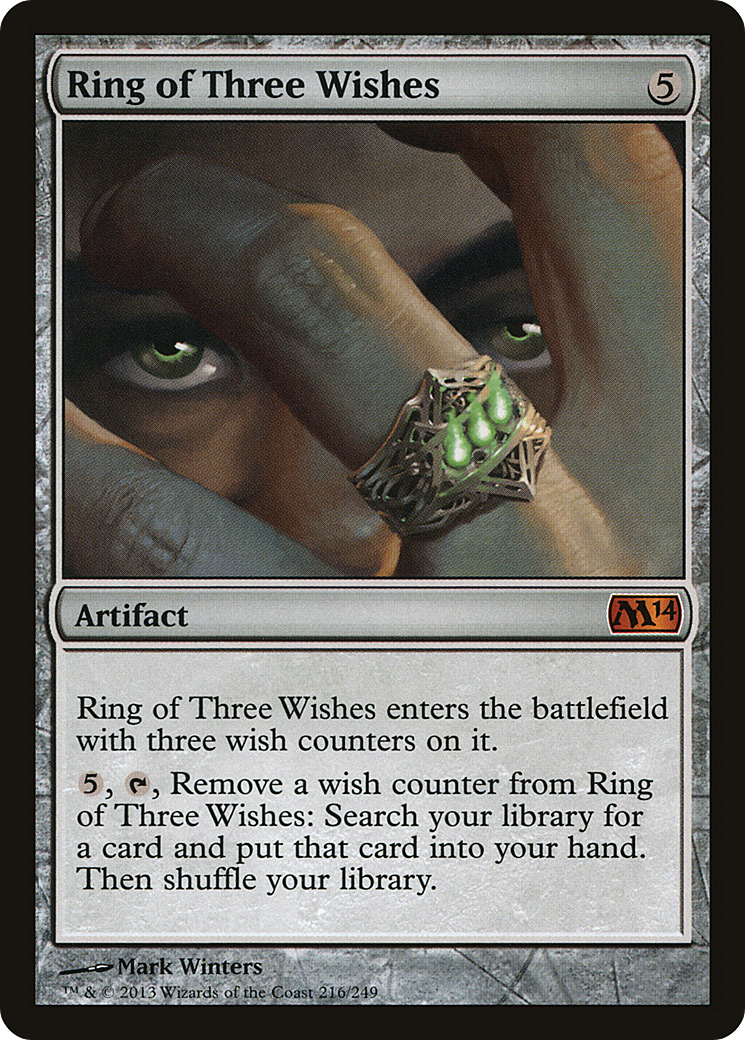 Ring of Three Wishes 5
Artifact M14
Ring of Three Wishes enters the battlefield
with three wish counters on it.
5, , Remove a wish counter from Ring
of Three Wishes: Search your library for
a card and put that card into your hand.
Then shuffle your library.
Mark Winters
™ & © 2013 Wizards of the Coast 216/249